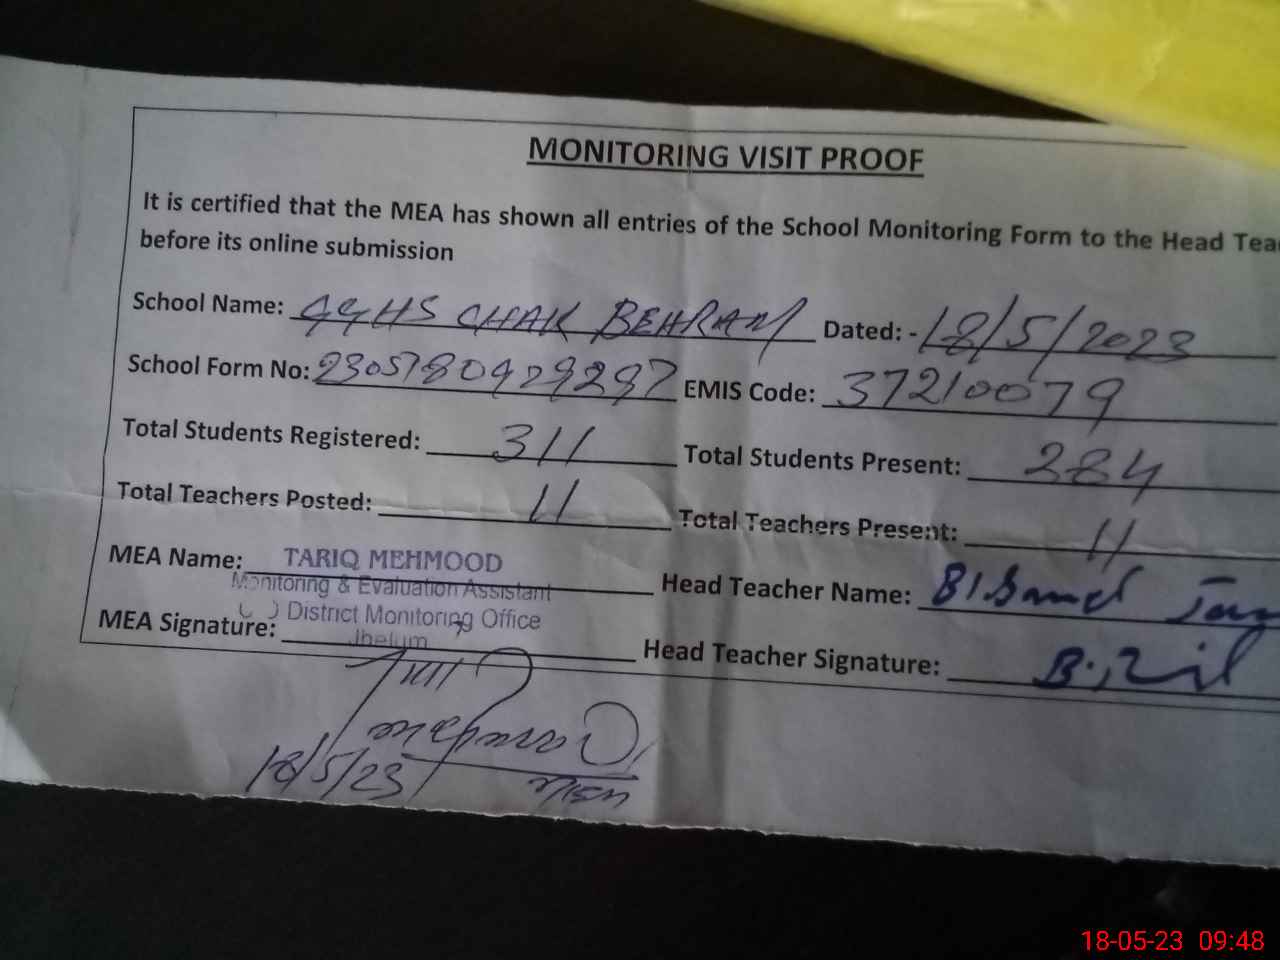 MONITORING VISIT PROOF
It is certified that the MEA has shown all entries of the School Monitoring Form to the Head Tea
before its online submission
School Name: GGHS CHAK BEHRAM Dated: - 18/5/2023
School Form No: EMIS Code: 37210079
Total Students Registered: 311 Total Students Present: 284
Total Teachers Posted: 11 Total Teachers Present: 11
MEA Name: TARIQ MEHMOOD Head Teacher Name:
Monitoring & Evaluation Assistant
District Monitoring Office
Jhelum
MEA Signature: Head Teacher Signature:
18/5/23
18-05-23 09:48